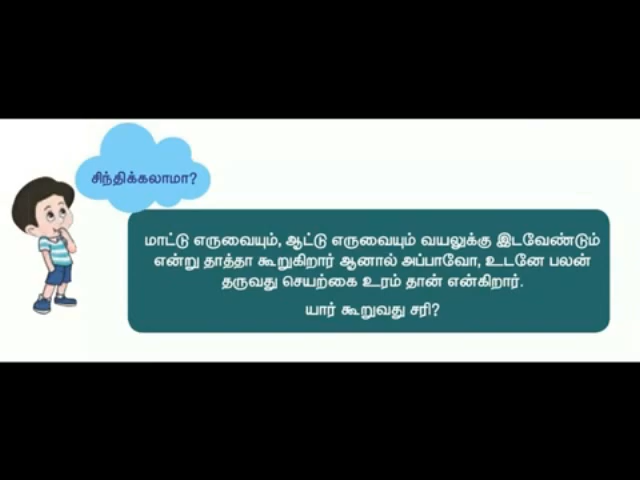 சிந்திக்கலாமா?
மாட்டு எருவையும், ஆட்டு எருவையும் வயலுக்கு இடவேண்டும்
என்று தாத்தா கூறுகிறார் ஆனால் அப்பாவோ, உடனே பலன்
தருவது செயற்கை உரம் தான் என்கிறார்.
யார் கூறுவது சரி?